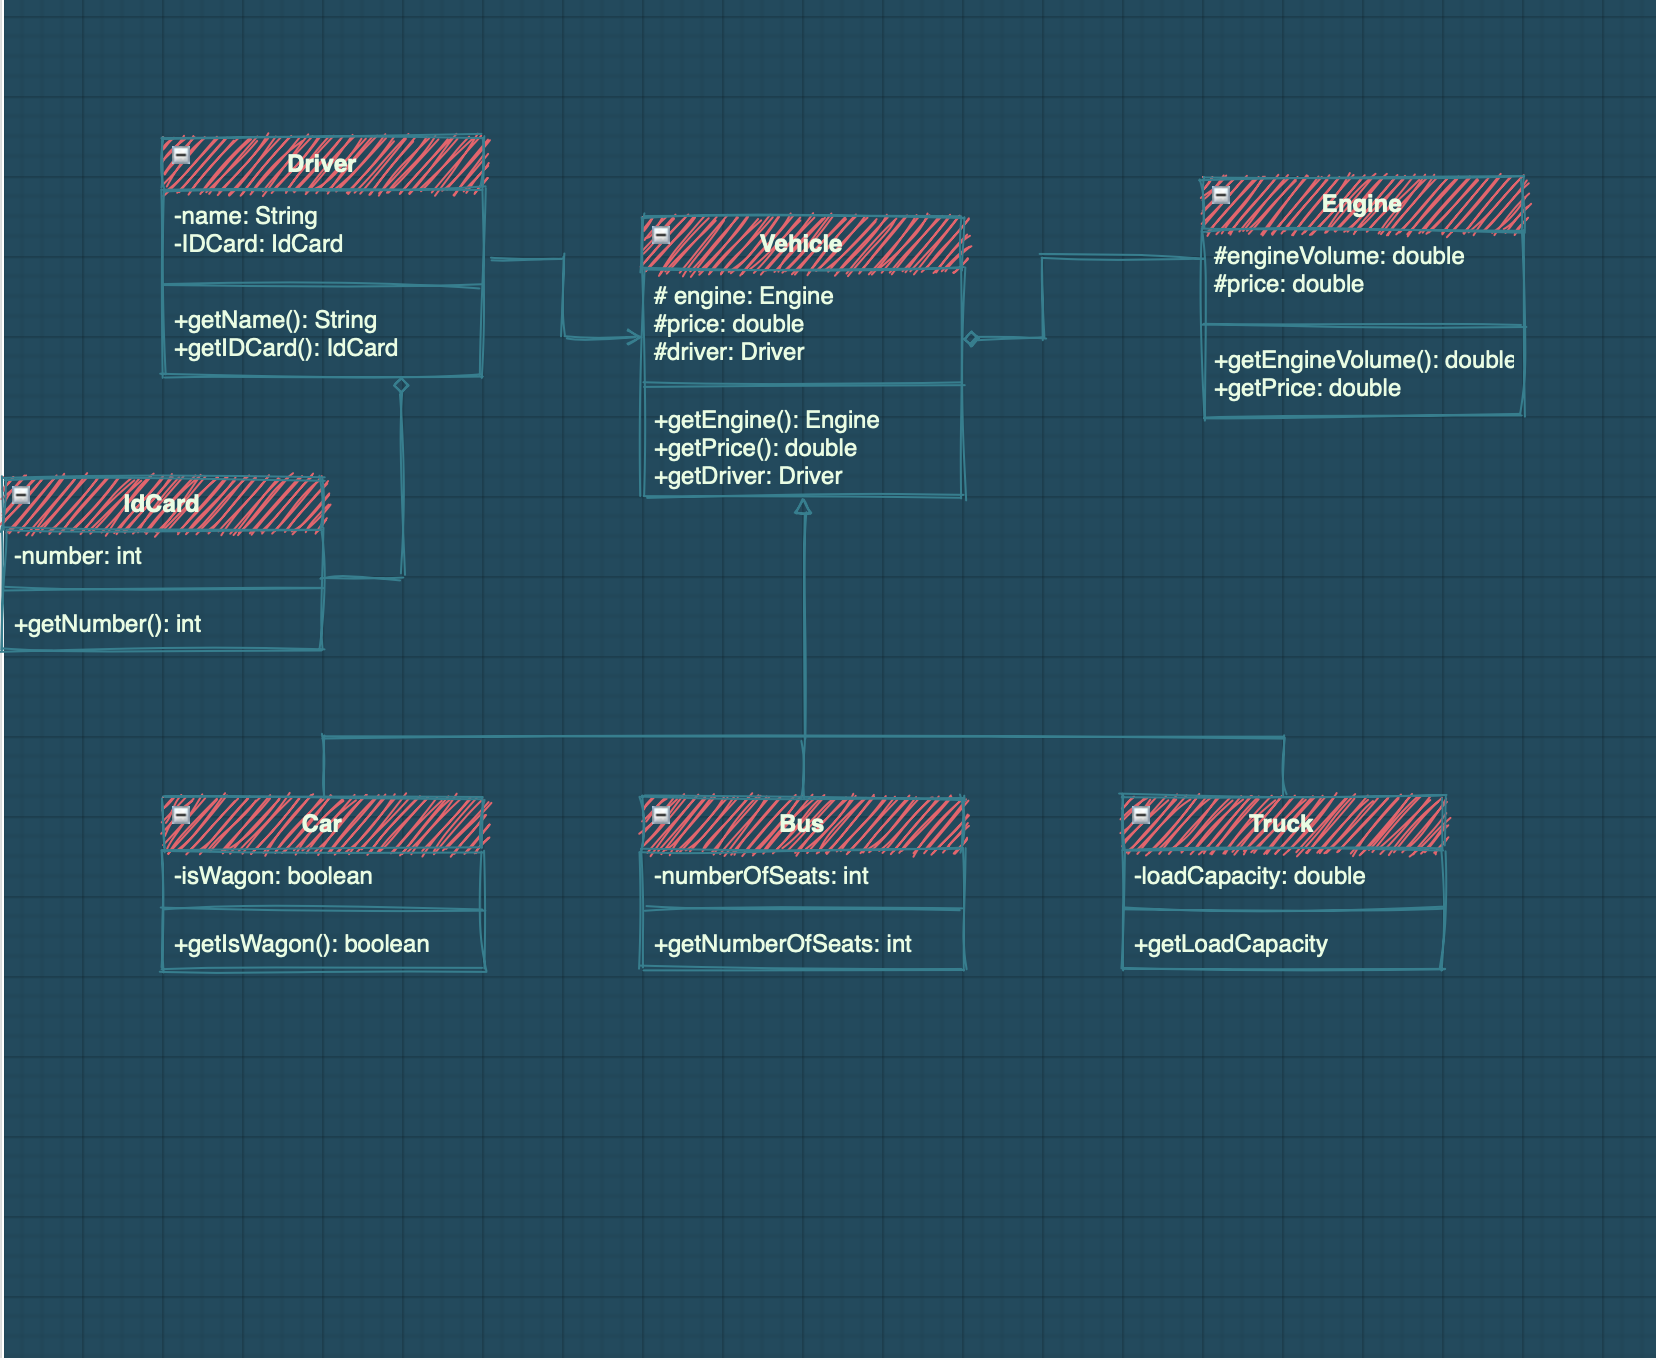 Driver
-name: String
-IDCard: IdCard
+getName(): String
+getIDCard(): IdCard
Vehicle
# engine: Engine
#price: double
#driver: Driver
+getEngine(): Engine
+getPrice(): double
+getDriver: Driver
Engine
#engineVolume: double
#price: double
+getEngineVolume(): double
+getPrice: double
IdCard
-number: int
+getNumber(): int
Car
-isWagon: boolean
+getIsWagon(): boolean
Bus
-numberOfSeats: int
+getNumberOfSeats: int
Truck
-loadCapacity: double
+getLoadCapacity